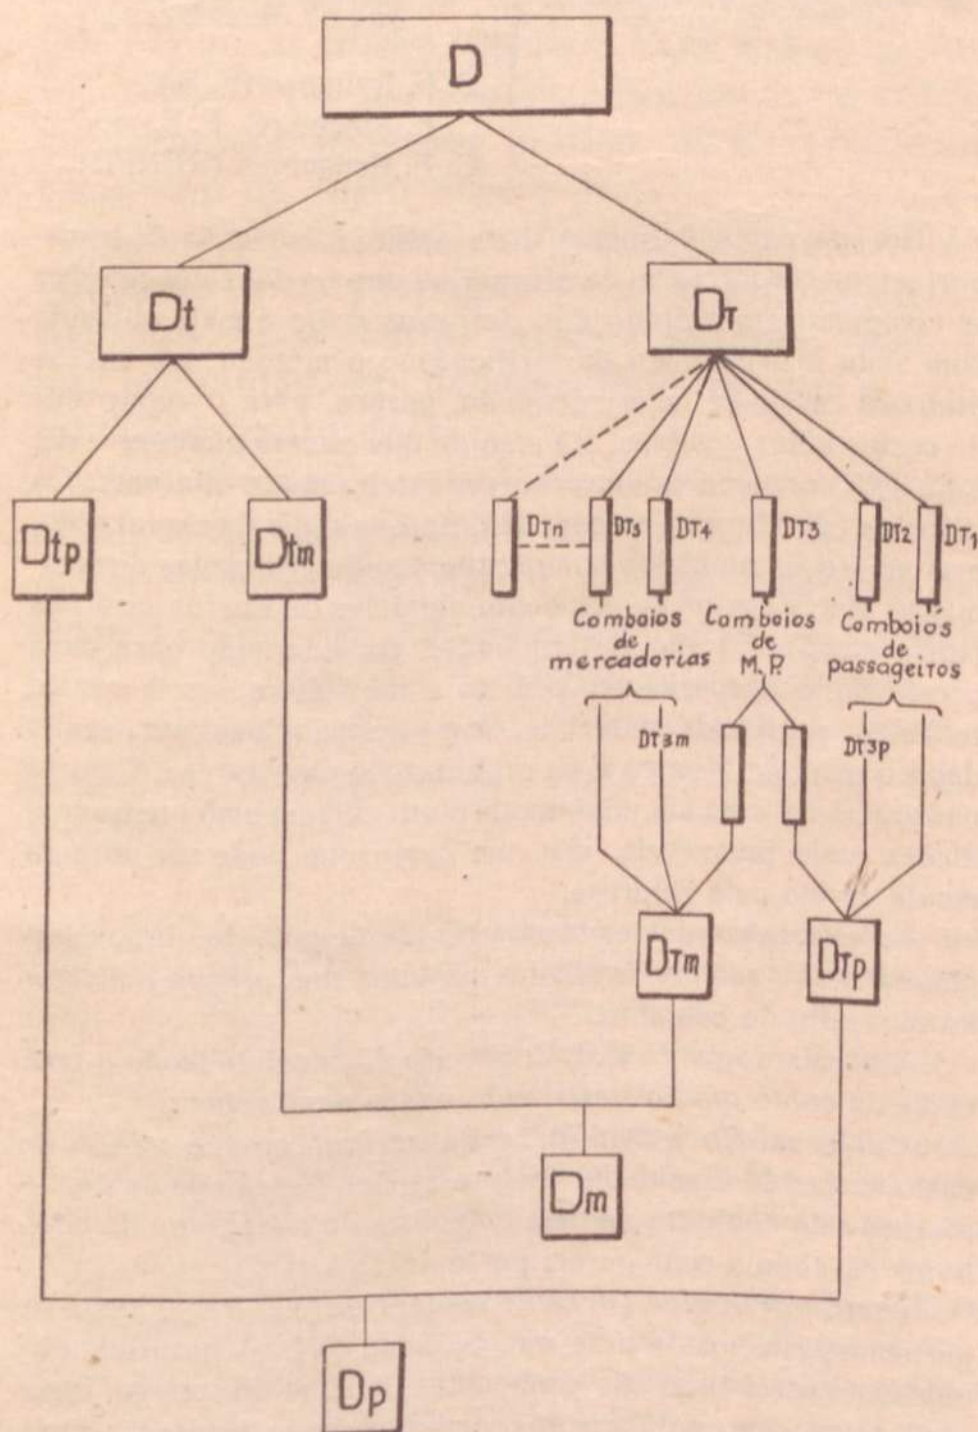 D
Dt
DT
Dtp
Dtm
DTn
DT5
DT4
DT3
DT2
DT1
Comboios
de
mercadorias
Comboios
de
M. P.
Comboios
de
passageiros
DT3m
DT3p
DTm
DTp
Dm
Dp